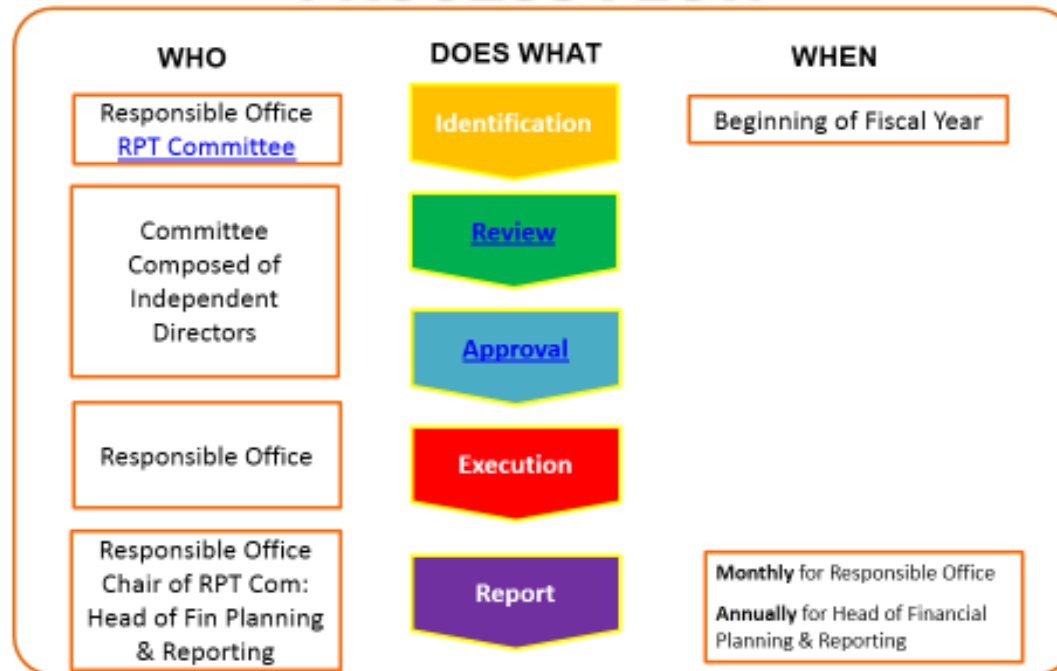 WHO
DOES WHAT
WHEN
Responsible Office
RPT Committee
Identification
Beginning of Fiscal Year
Committee
Composed of
Independent
Directors
Review
Approval
Responsible Office
Execution
Responsible Office
Chair of RPT Com:
Head of Fin Planning
& Reporting
Report
Monthly for Responsible Office
Annually for Head of Financial
Planning & Reporting